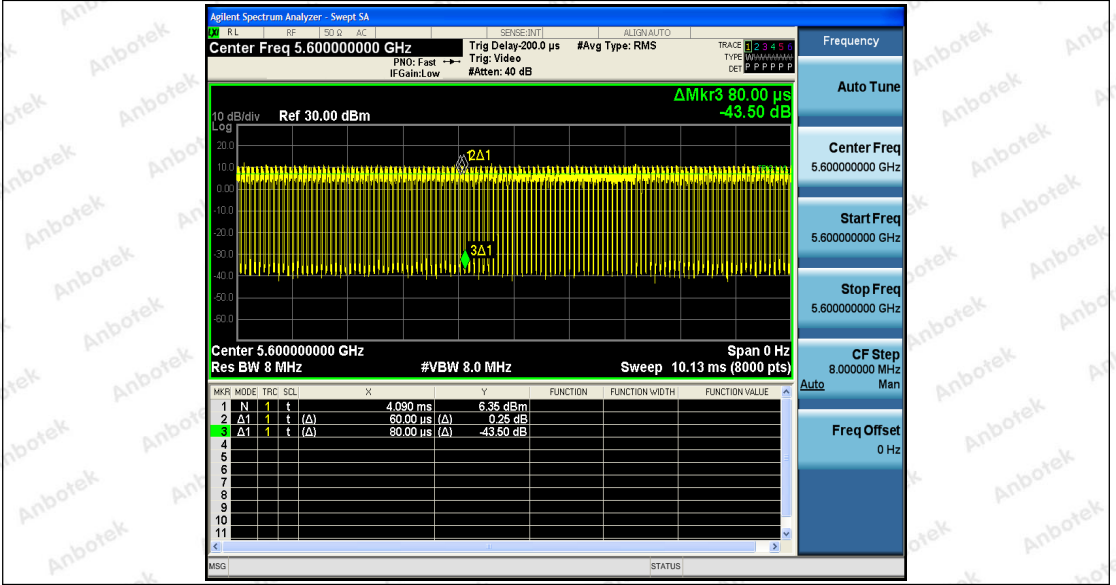 Agilent Spectrum Analyzer - Swept SA
RL RF 50 Ω AC SENSE:INT ALIGNAUTO
Center Freq 5.600000000 GHz
PNO: Fast
IFGain:Low
Trig Delay-200.0 µs
Trig: Video
#Atten: 40 dB
#Avg Type: RMS
TRACE 1 2 3 4 5 6
TYPE
DET P P P P P P
ΔMkr3 80.00 µs
-43.50 dB
10 dB/div Ref 30.00 dBm
Log
20.0
10.0
0.00
-10.0
-20.0
-30.0
-40.0
-50.0
-60.0
2Δ1
3Δ1
Center 5.600000000 GHz Span 0 Hz
Res BW 8 MHz #VBW 8.0 MHz Sweep 10.13 ms (8000 pts)
MKR MODE TRC SCL X Y FUNCTION FUNCTION WIDTH FUNCTION VALUE
1 N 1 t 4.090 ms 6.35 dBm
2 Δ1 1 t (Δ) 60.00 µs (Δ) 0.25 dB
3 Δ1 1 t (Δ) 80.00 µs (Δ) -43.50 dB
4
5
6
7
8
9
10
11
MSG STATUS
Frequency
Auto Tune
Center Freq
5.600000000 GHz
Start Freq
5.600000000 GHz
Stop Freq
5.600000000 GHz
CF Step
8.000000 MHz
Auto Man
Freq Offset
0 Hz
Anbotek